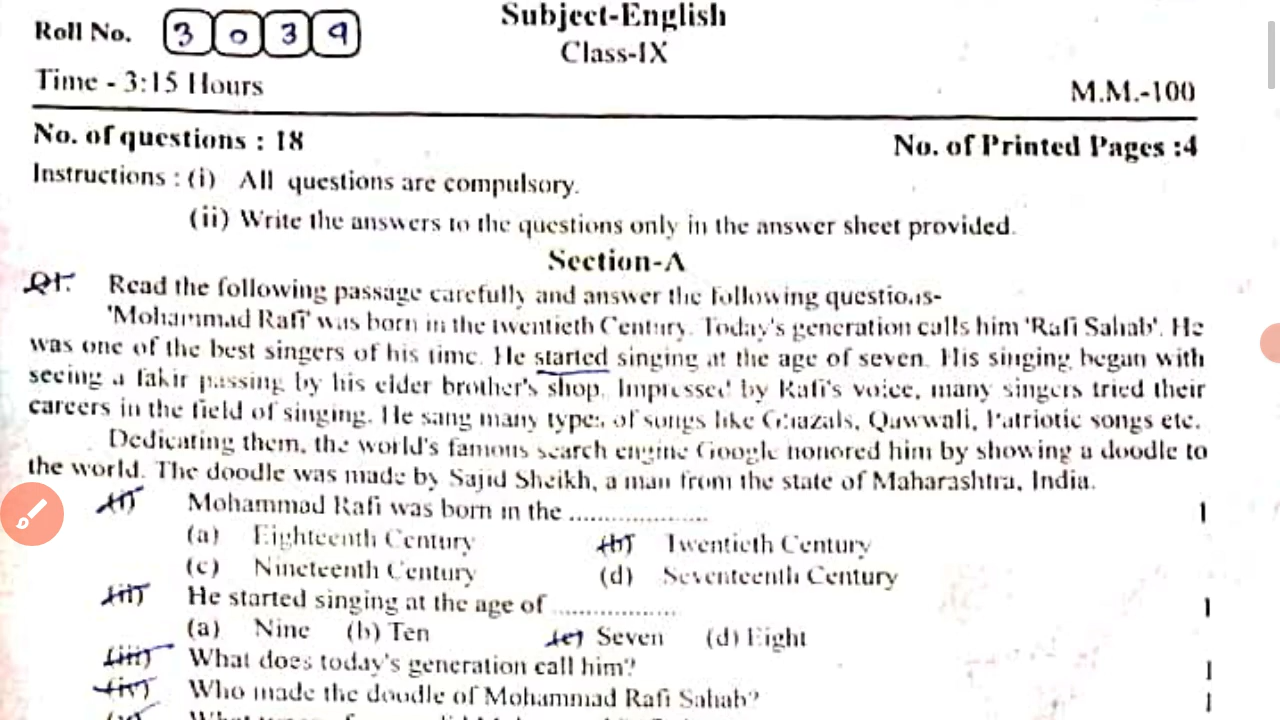 Subject-English
Roll No. 3 0 3 9
Class-IX
Time - 3:15 Hours
M.M.-100
No. of questions : 18 No. of Printed Pages :4
Instructions : (i) All questions are compulsory.
(ii) Write the answers to the questions only in the answer sheet provided.
Section-A
Q1. Read the following passage carefully and answer the following questions-
'Mohammad Rafi' was born in the twentieth Century. Today's generation calls him 'Rafi Sahab'. He
was one of the best singers of his time. He started singing at the age of seven. His singing began with
seeing a fakir passing by his elder brother's shop. Impressed by Rafi's voice, many singers tried their
careers in the field of singing. He sang many types of songs like Ghazals, Quwwali, Patriotic songs etc.
Dedicating them, the world's famous search engine Google honored him by showing a doodle to
the world. The doodle was made by Sajid Sheikh, a man from the state of Maharashtra, India.
(i) Mohammad Rafi was born in the .................... 1
(a) Eighteenth Century (b) Twentieth Century
(c) Nineteenth Century (d) Seventeenth Century
(ii) He started singing at the age of .................. 1
(a) Nine (b) Ten (c) Seven (d) Eight
(iii) What does today's generation call him? 1
(iv) Who made the doodle of Mohammad Rafi Sahab? 1